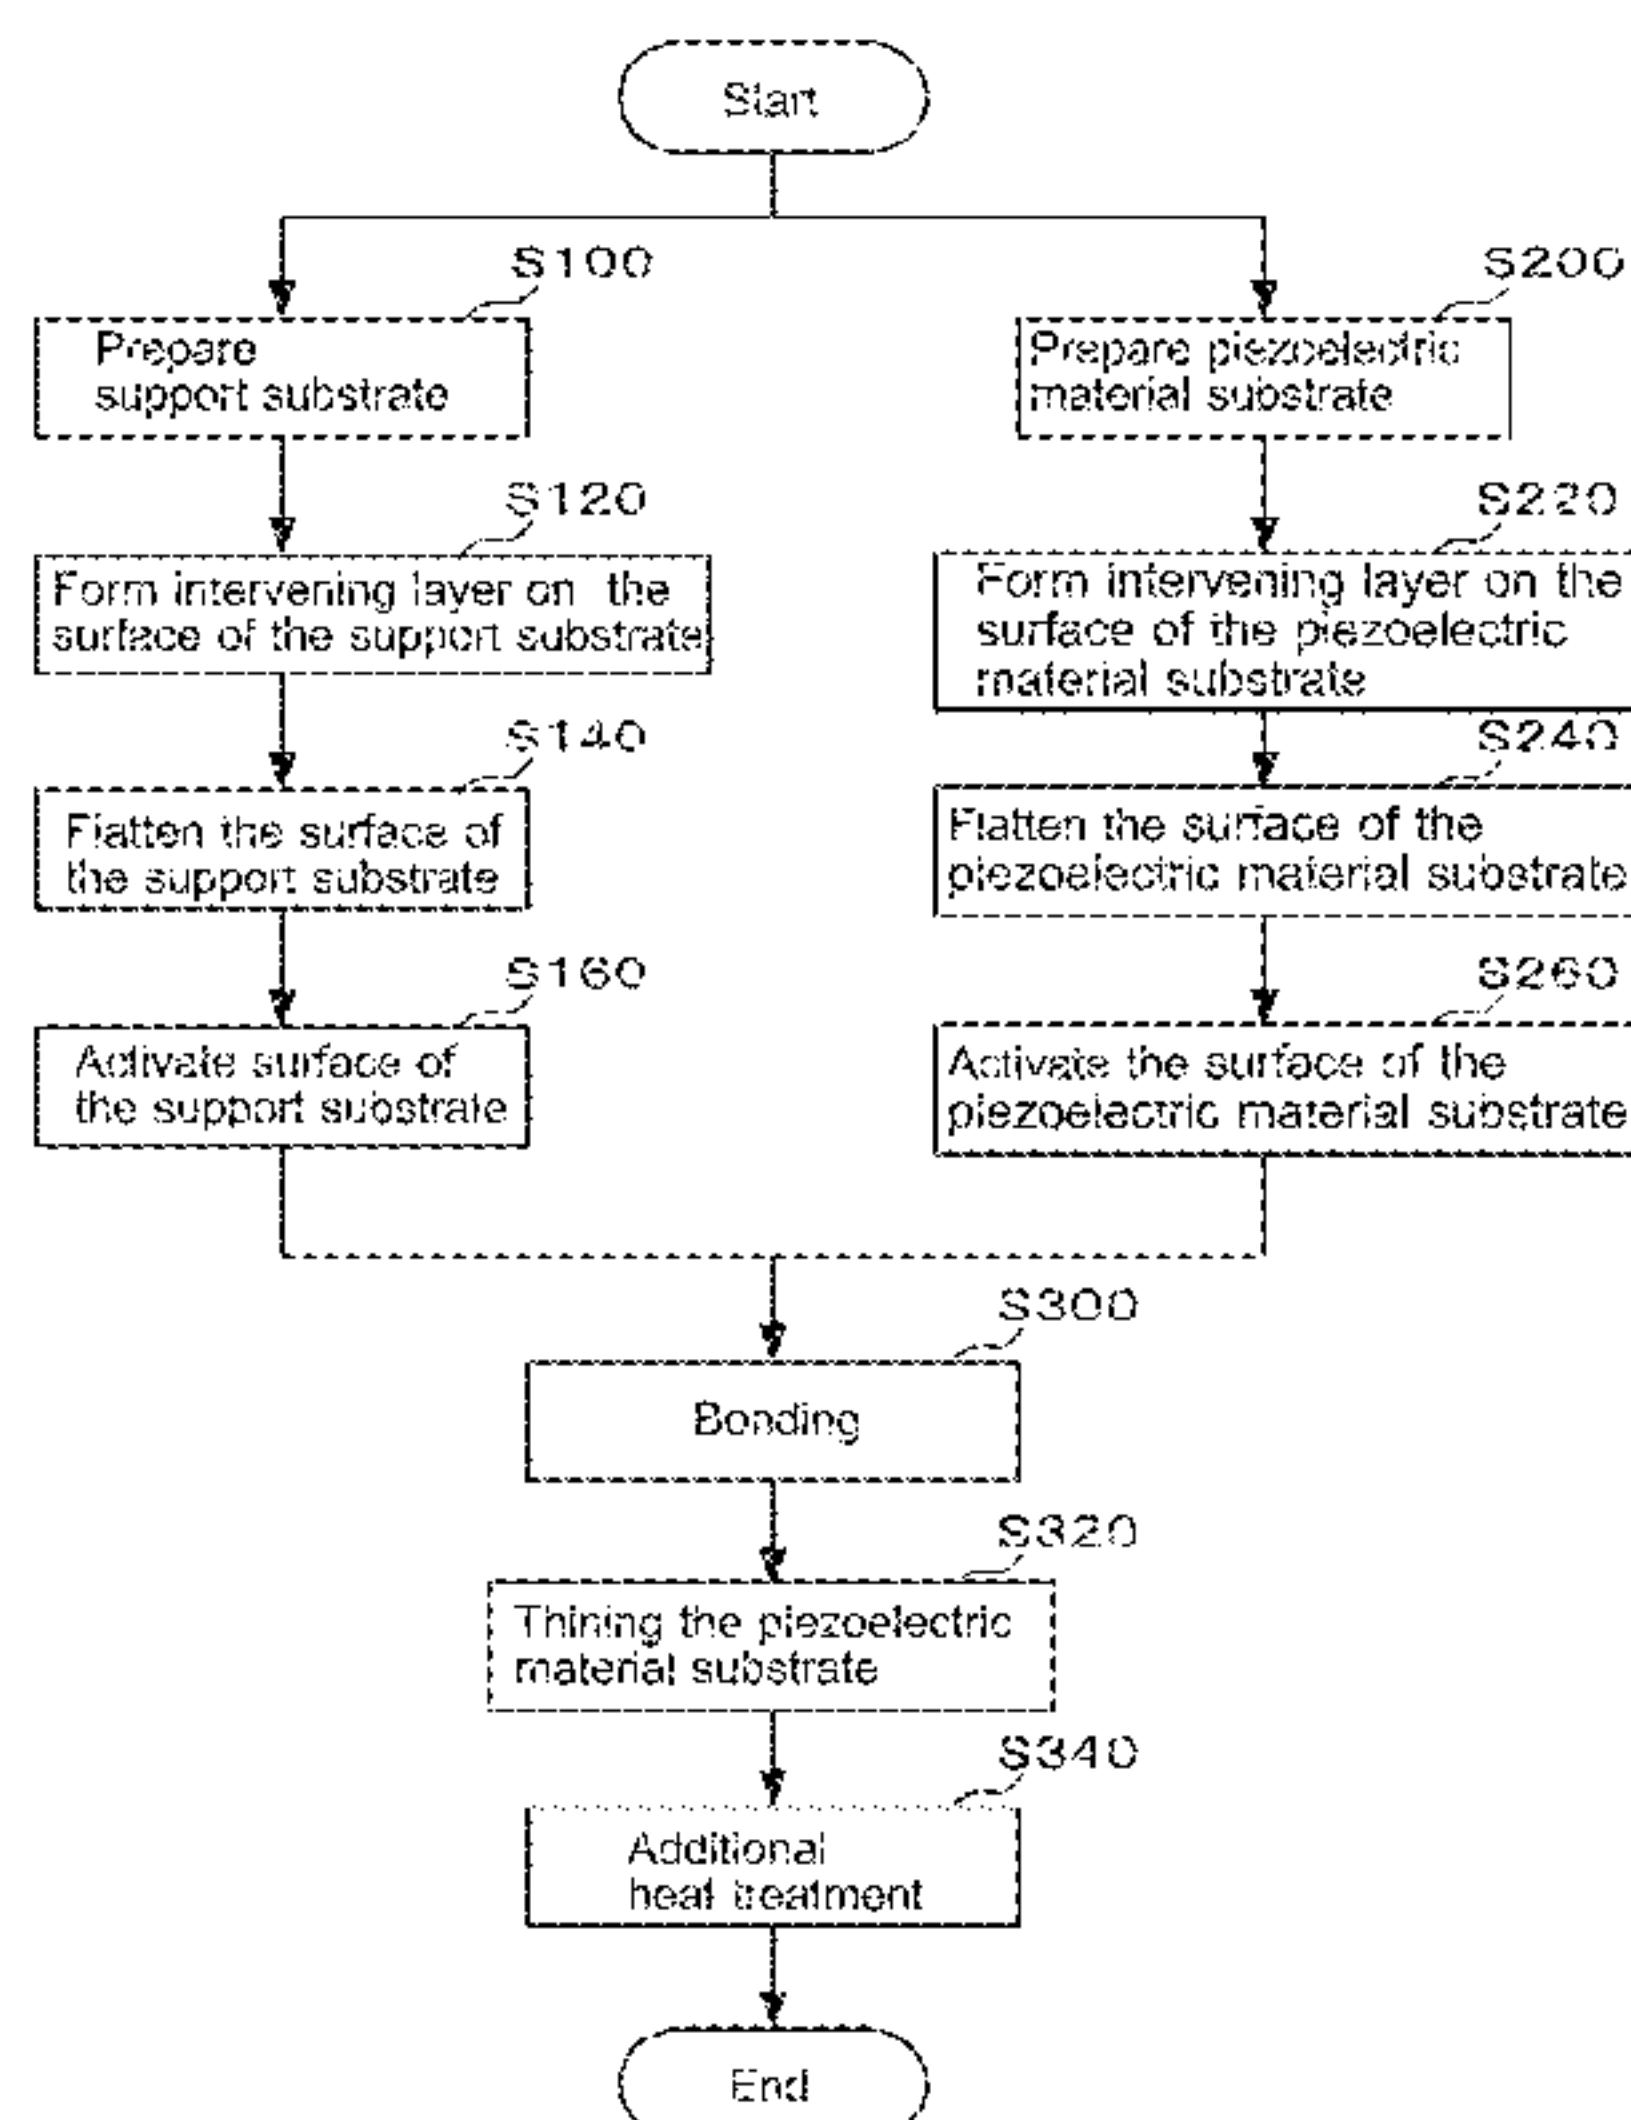 Start
S100
Prepare
support substrate
S200
Prepare piezoelectric
material substrate
S120
Form intervening layer on the
surface of the support substrate
S220
Form intervening layer on the
surface of the piezoelectric
material substrate
S140
Flatten the surface of
the support substrate
S240
Flatten the surface of the
piezoelectric material substrate
S160
Activate surface of
the support substrate
S260
Activate the surface of the
piezoelectric material substrate
S300
Bonding
S320
Thining the piezoelectric
material substrate
S340
Additional
heat treatment
End